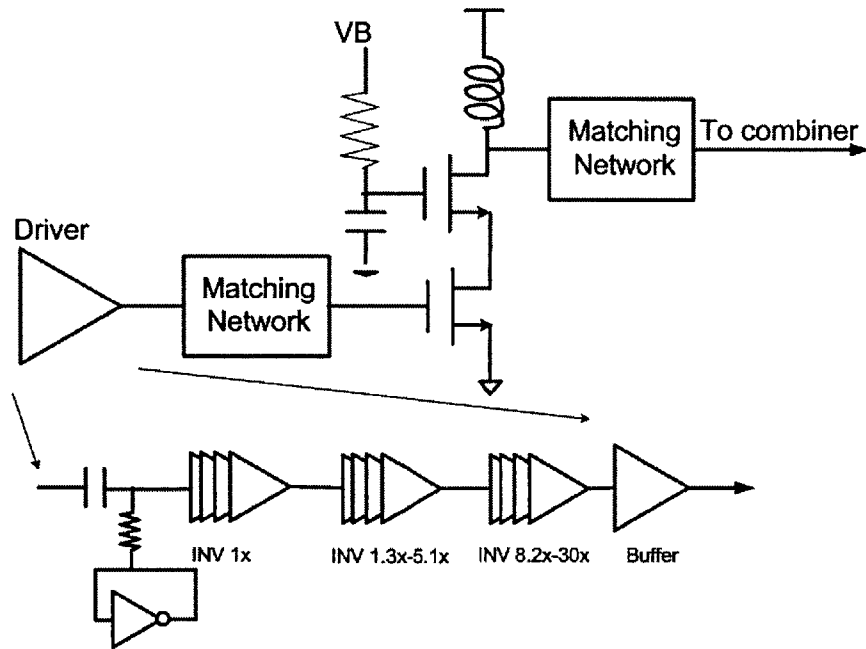 VB
Matching
Network
To combiner
Driver
Matching
Network
INV 1x
INV 1.3x-5.1x
INV 8.2x-30x
Buffer